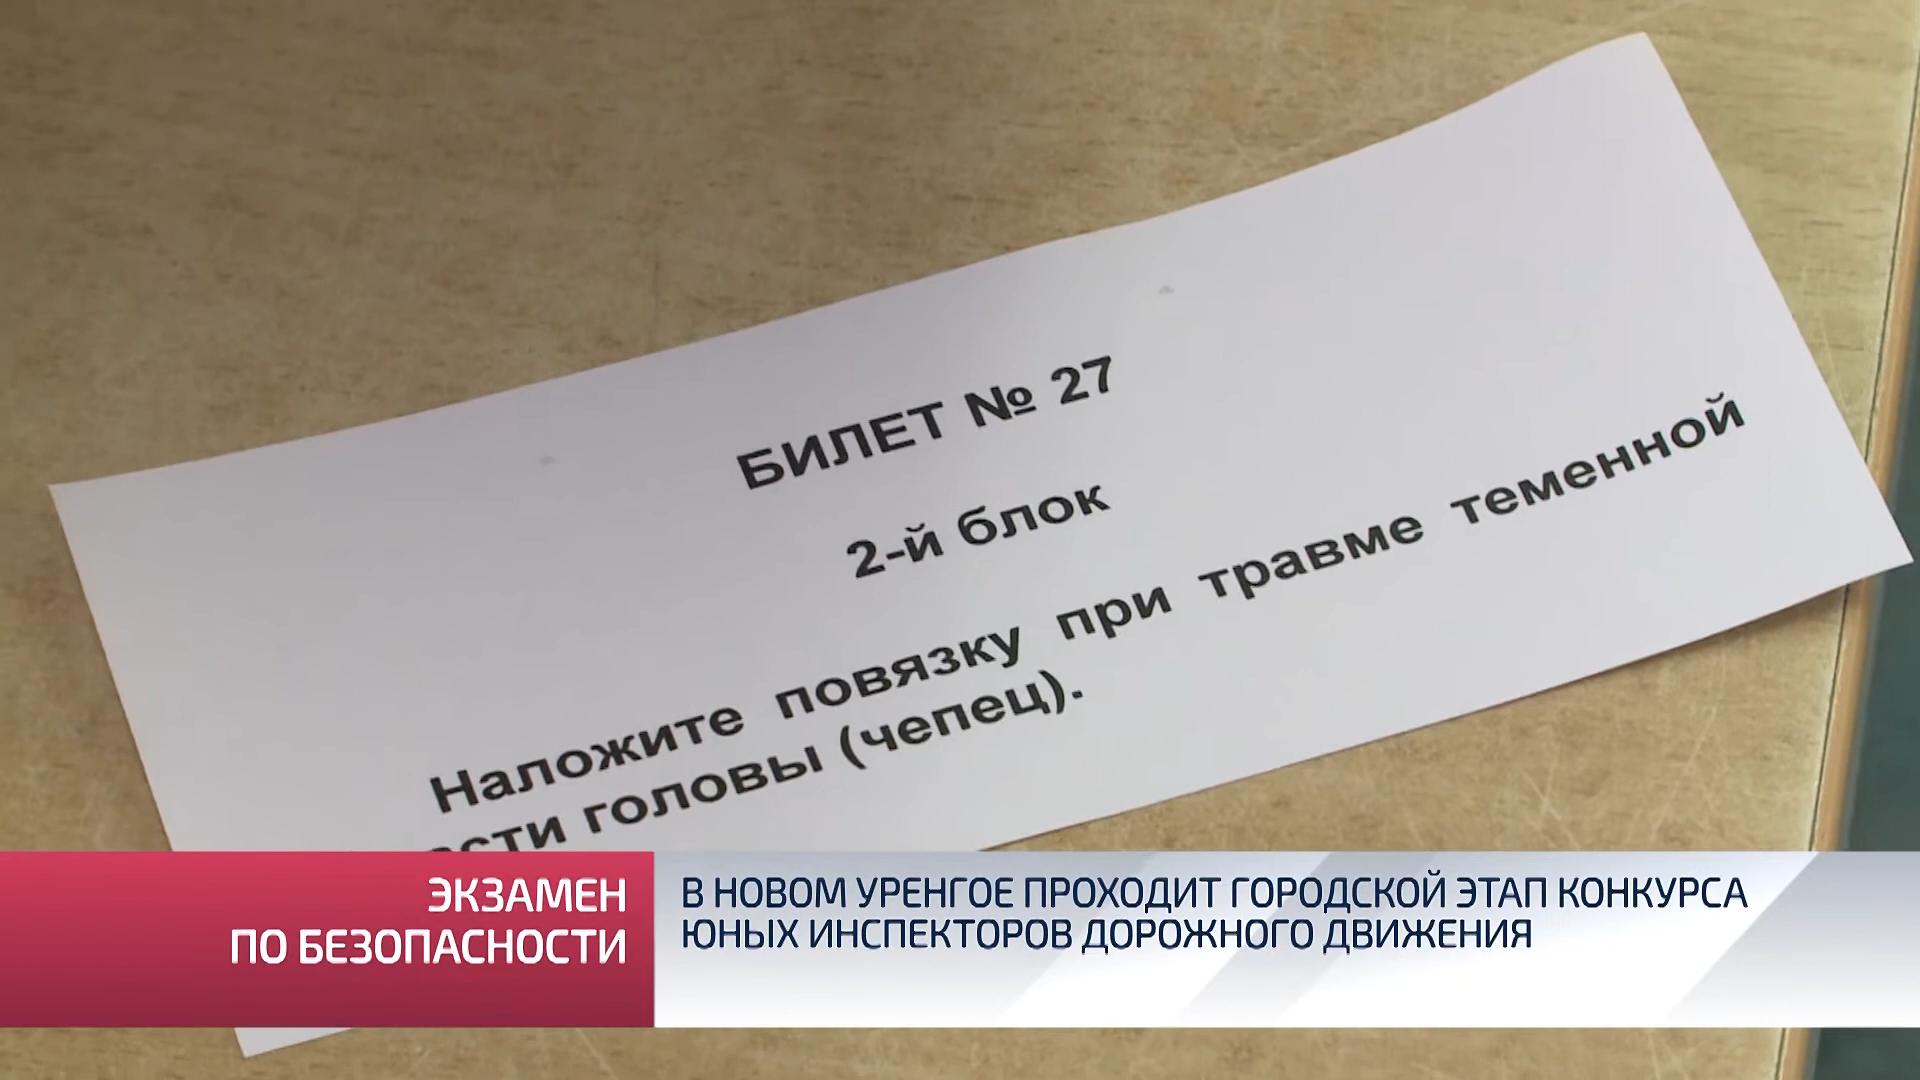 БИЛЕТ № 27
2-й блок
Наложите повязку при травме теменной
головы (чепец).
ЭКЗАМЕН
ПО БЕЗОПАСНОСТИ
В НОВОМ УРЕНГОЕ ПРОХОДИТ ГОРОДСКОЙ ЭТАП КОНКУРСА
ЮНЫХ ИНСПЕКТОРОВ ДОРОЖНОГО ДВИЖЕНИЯ